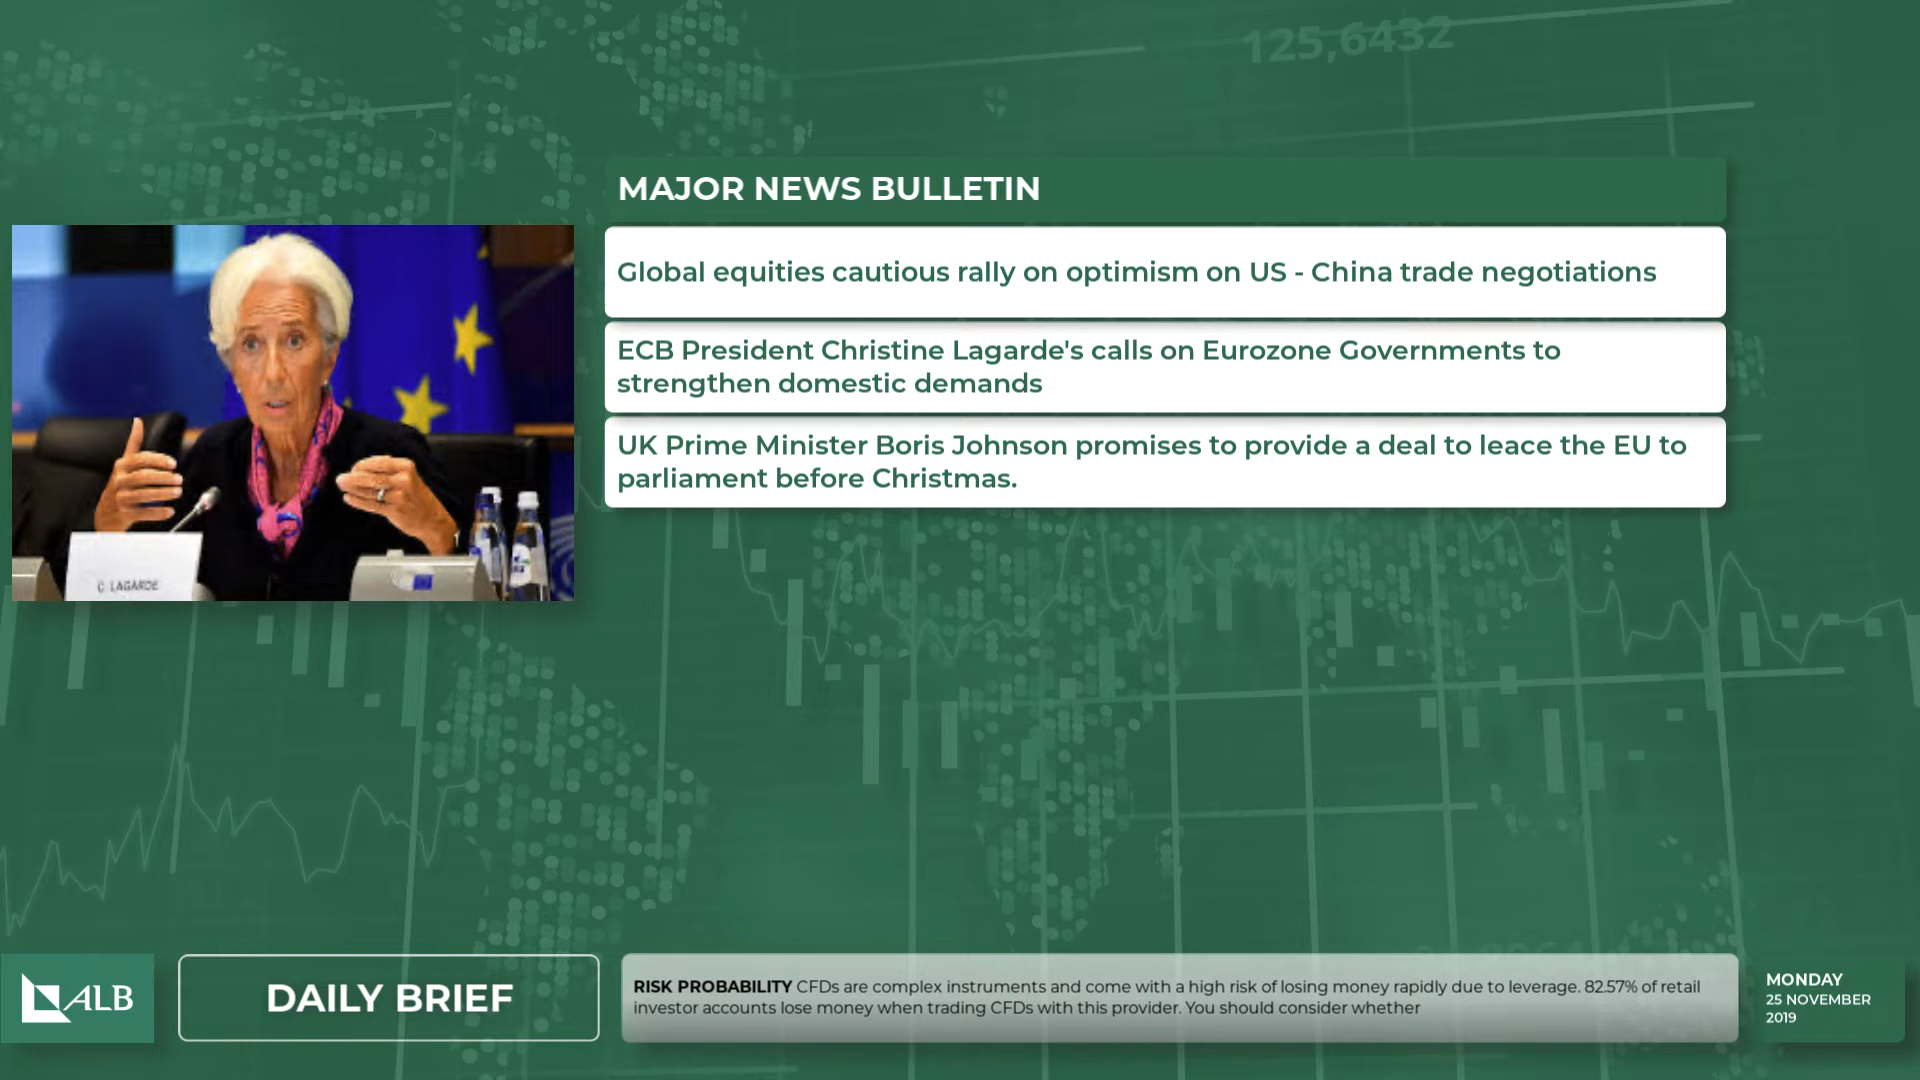 125,6432
MAJOR NEWS BULLETIN
Global equities cautious rally on optimism on US - China trade negotiations
ECB President Christine Lagarde's calls on Eurozone Governments to
strengthen domestic demands
UK Prime Minister Boris Johnson promises to provide a deal to leace the EU to
parliament before Christmas.
C. LAGARDE
ALB
DAILY BRIEF
RISK PROBABILITY CFDs are complex instruments and come with a high risk of losing money rapidly due to leverage. 82.57% of retail
investor accounts lose money when trading CFDs with this provider. You should consider whether
MONDAY
25 NOVEMBER
2019